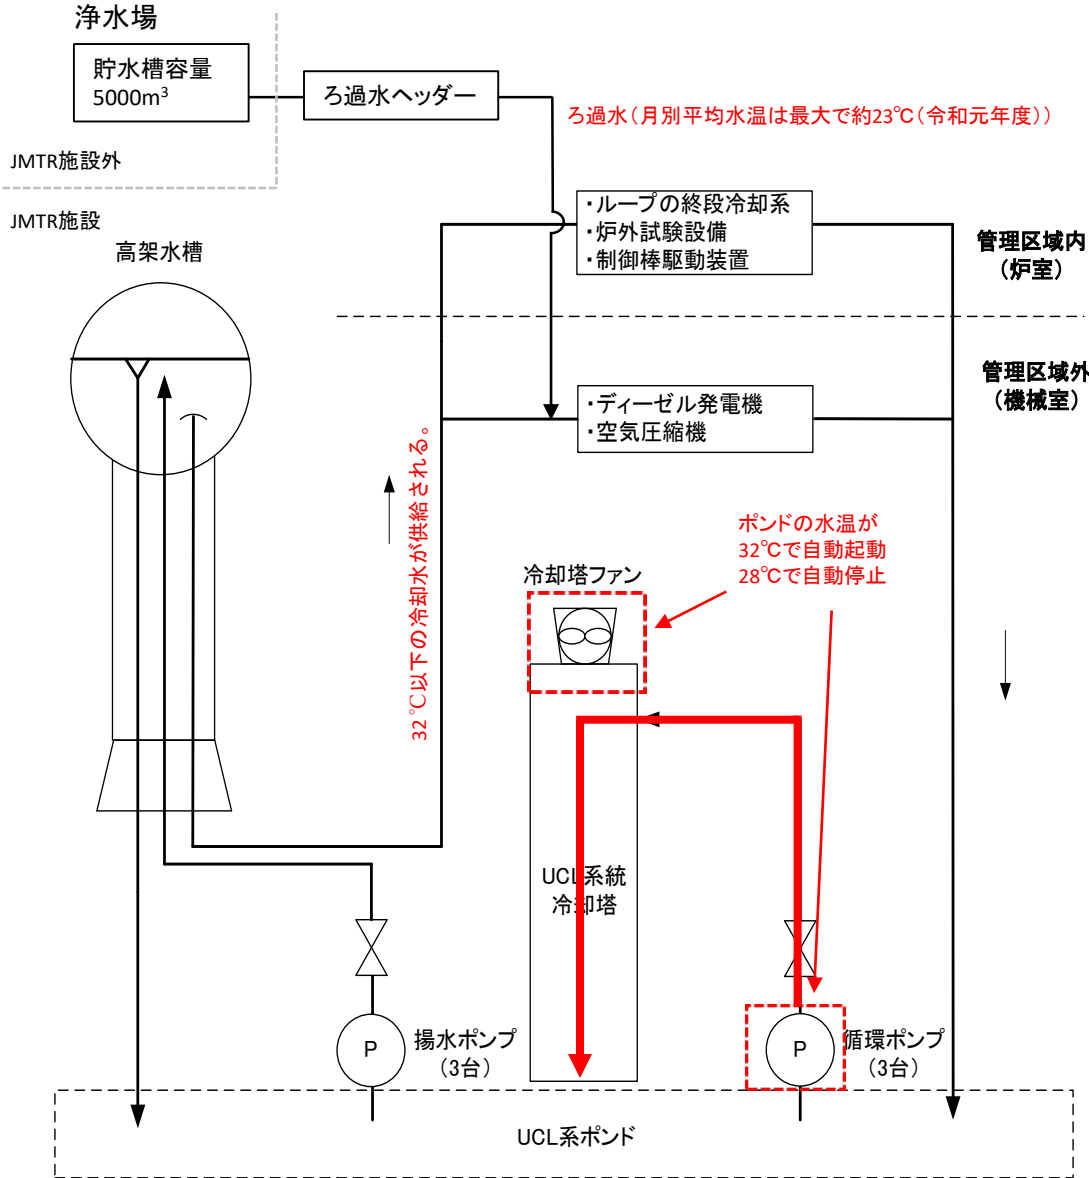 浄水場
貯水槽容量
5000m³
ろ過水ヘッダー
ろ過水(月別平均水温は最大で約23℃(令和元年度))
JMTR施設外
JMTR施設
高架水槽
・ループの終段冷却系
・炉外試験設備
・制御棒駆動装置
管理区域内
(炉室)
管理区域外
(機械室)
・ディーゼル発電機
・空気圧縮機
32℃以下の冷却水が供給される。
ポンドの水温が
32℃で自動起動
28℃で自動停止
冷却塔ファン
UCL系統
冷却塔
P
揚水ポンプ
(3台)
P
循環ポンプ
(3台)
UCL系ポンド